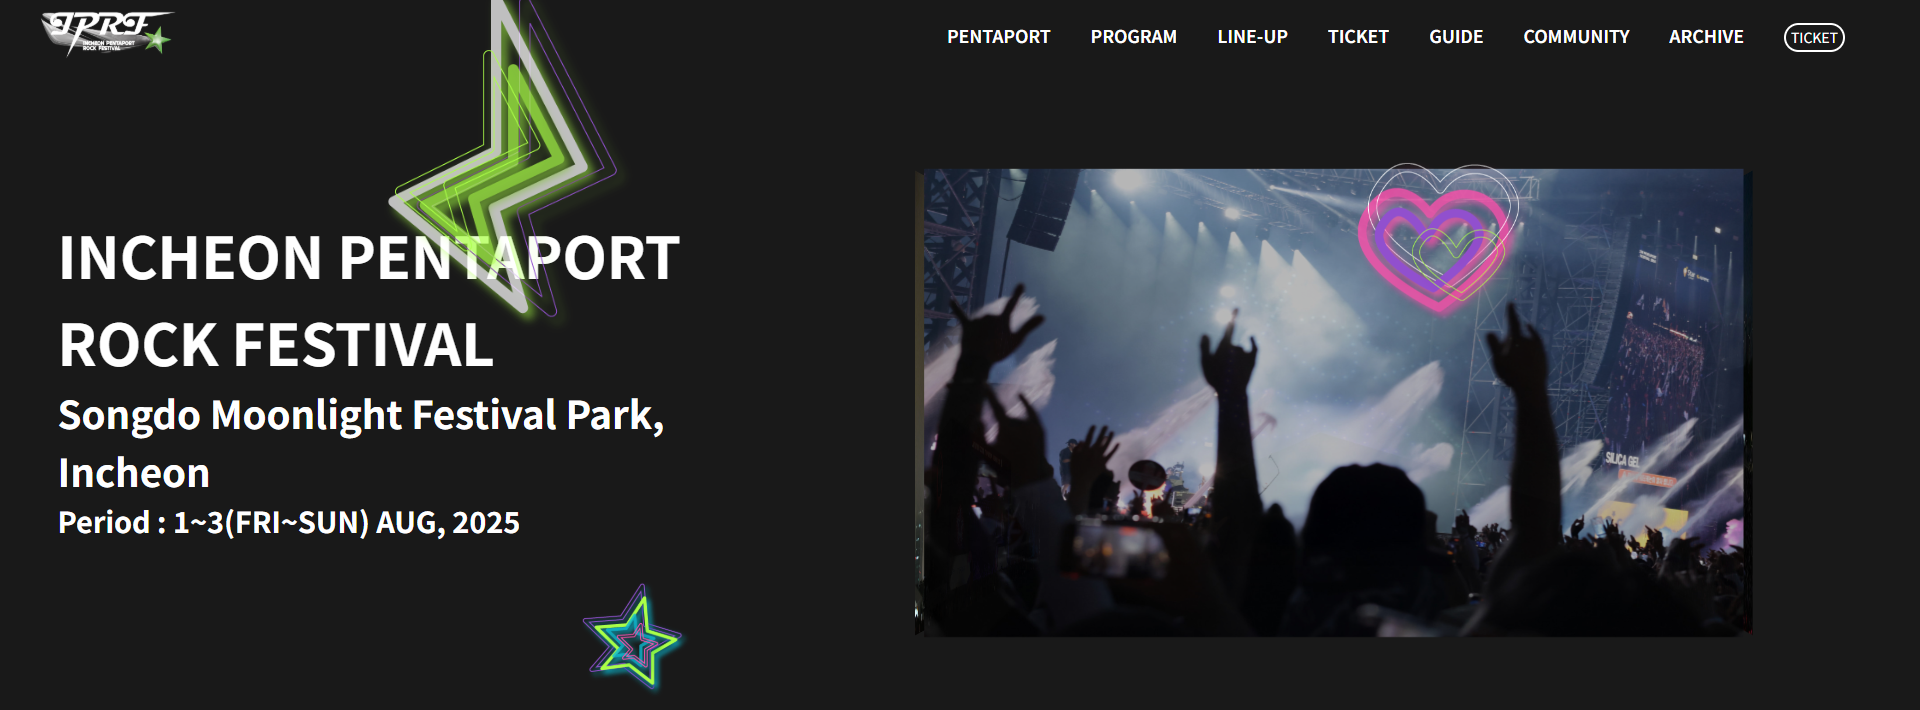 IPRF
INCHEON PENTAPORT
ROCK FESTIVAL
PENTAPORT PROGRAM LINE-UP TICKET GUIDE COMMUNITY ARCHIVE TICKET
INCHEON PENTAPORT
ROCK FESTIVAL
Songdo Moonlight Festival Park,
Incheon
Period : 1~3(FRI~SUN) AUG, 2025
SILICA GEL